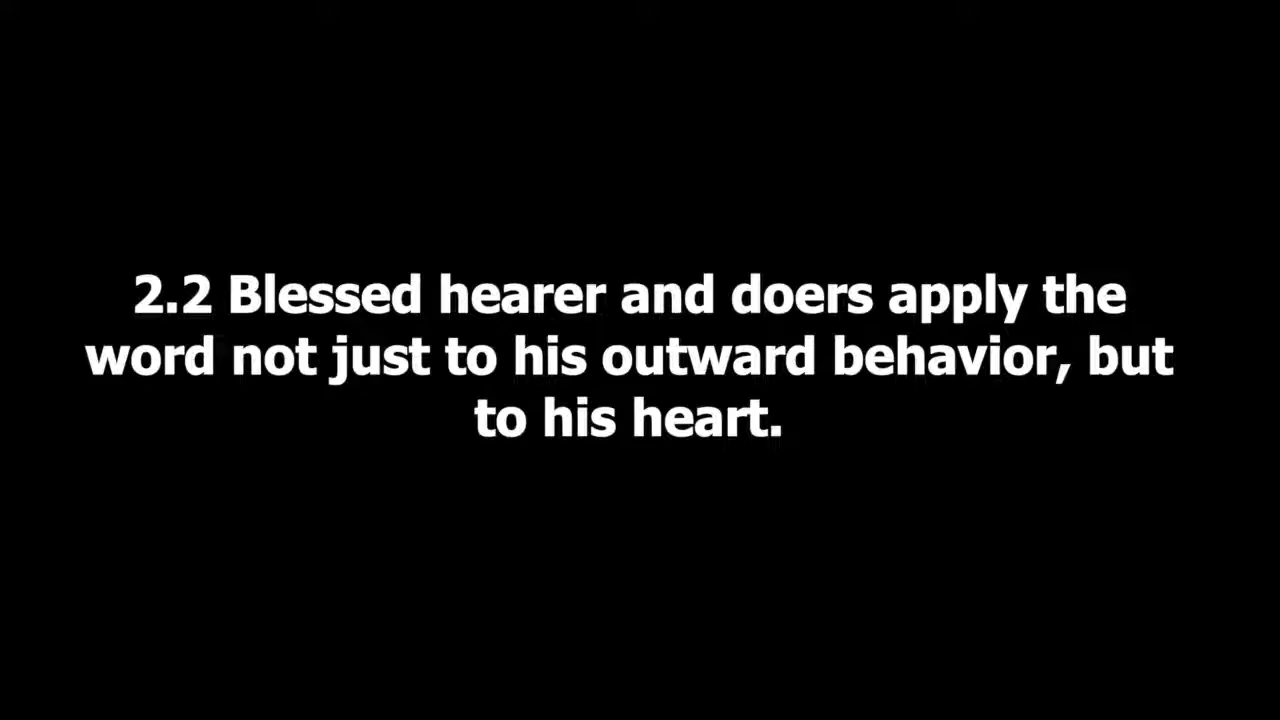 2.2 Blessed hearer and doers apply the
word not just to his outward behavior, but
to his heart.